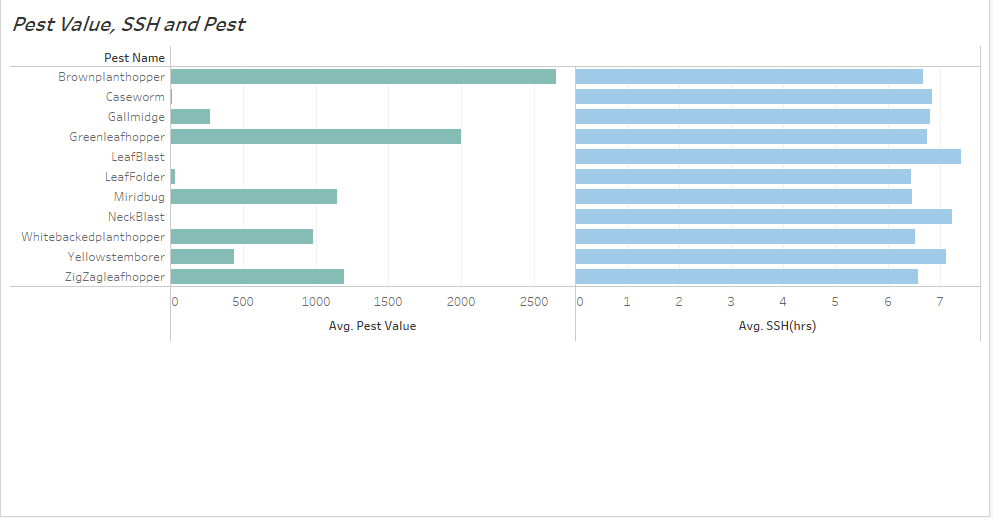 Pest Value, SSH and Pest
Pest Name
Brownplanthopper
Caseworm
Gallmidge
Greenleafhopper
LeafBlast
LeafFolder
Miridbug
NeckBlast
Whitebackedplanthopper
Yellowstemborer
ZigZagleafhopper
0 500 1000 1500 2000 2500 0 1 2 3 4 5 6 7
Avg. Pest Value Avg. SSH(hrs)